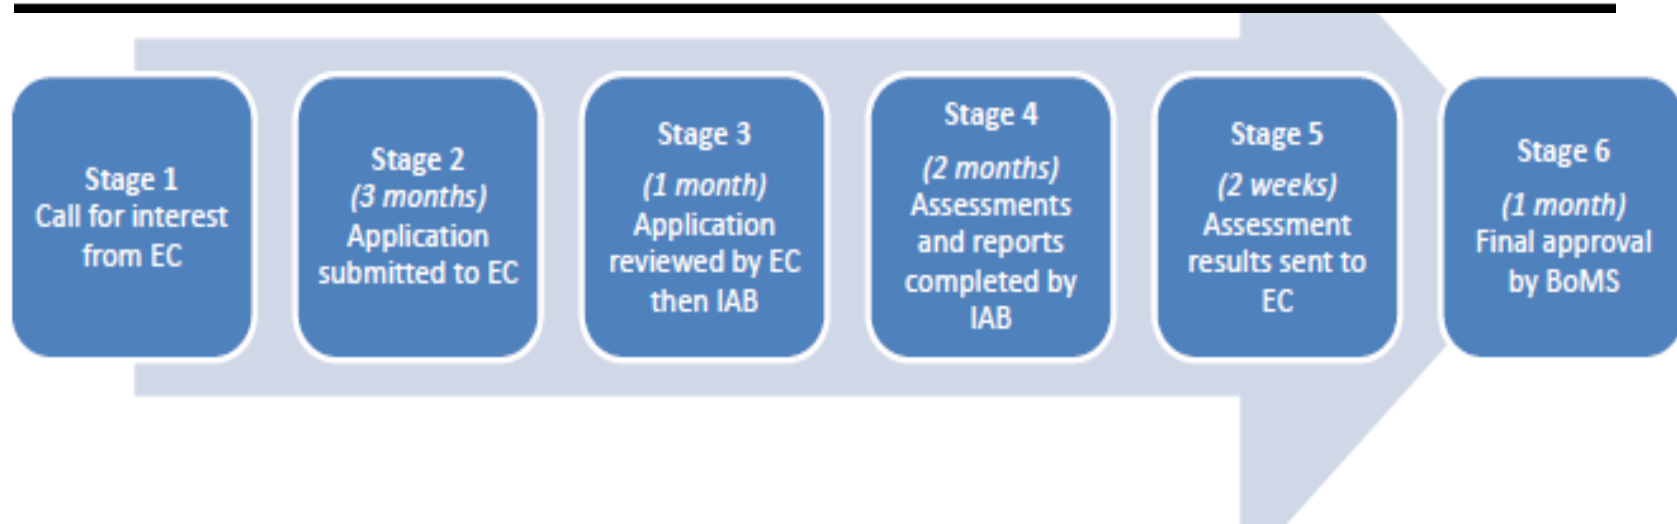 Stage 1
Call for interest
from EC
Stage 2
(3 months)
Application
submitted to EC
Stage 3
(1 month)
Application
reviewed by EC
then IAB
Stage 4
(2 months)
Assessments
and reports
completed by
IAB
Stage 5
(2 weeks)
Assessment
results sent to
EC
Stage 6
(1 month)
Final approval
by BoMS